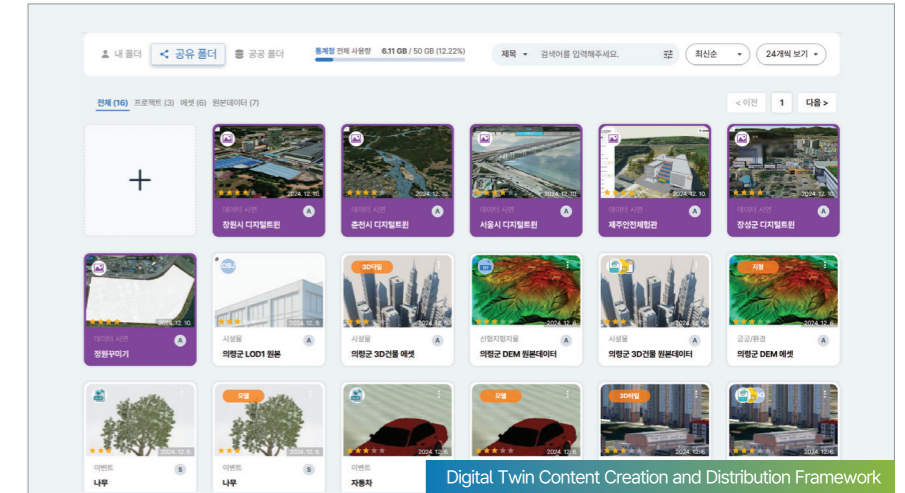 내 폴더
공유 폴더
공공 폴더
통계정 전체 사용량 6.11 GB / 50 GB (12.22%)
제목
검색어를 입력해주세요.
최신순
24개씩 보기
전체 (16) 프로젝트 (3) 에셋 (6) 원본데이터 (7)
< 이전
1
다음 >
+
2024. 12. 10.
데이터 시연
A
창원시 디지털트윈
2024. 12. 10.
데이터 시연
A
춘천시 디지털트윈
2024. 12. 10.
데이터 시연
A
서울시 디지털트윈
2024. 12. 10.
데이터 시연
A
제주안전체험관
2024. 12. 10.
데이터 시연
A
장성군 디지털트윈
2024. 12. 10.
데이터 시연
A
정원꾸미기
OBJ
2024. 12. 6.
시설물
A
의령군 LOD1 원본
3D타일
2024. 12. 6.
시설물
A
의령군 3D건물 에셋
2024. 12. 6.
선형지형지물
A
의령군 DEM 원본데이터
2024. 12. 6.
시설물
A
의령군 3D건물 원본데이터
지형
2024. 12. 6.
공공/환경
A
의령군 DEM 에셋
2024. 12. 6.
이벤트
S
나무
모델
2024. 12. 6.
이벤트
S
나무
2024. 12. 6.
이벤트
자동차
모델
2024. 12. 6.
3D타일
2024. 12. 6.
2024. 12. 6.
Digital Twin Content Creation and Distribution Framework